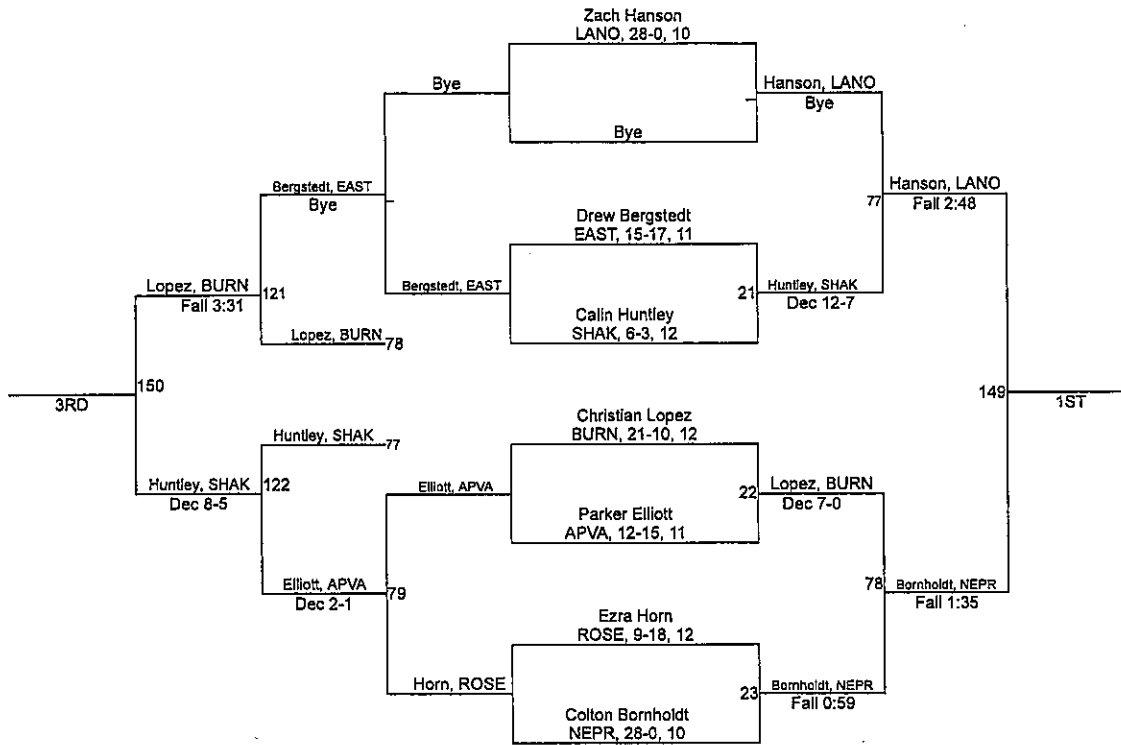 Zach Hanson
LANO, 28-0, 10
Bye
Hanson, LANO
Bye
Bye
Bergstedt, EAST
Bye
Hanson, LANO
Fall 2:48
77
Drew Bergstedt
EAST, 15-17, 11
Lopez, BURN
Fall 3:31
121
Bergstedt, EAST
21
Huntley, SHAK
Dec 12-7
Calin Huntley
SHAK, 6-3, 12
Lopez, BURN
78
150
3RD
149
1ST
Christian Lopez
BURN, 21-10, 12
Huntley, SHAK
77
Huntley, SHAK
Dec 8-5
122
Elliott, APVA
22
Lopez, BURN
Dec 7-0
Parker Elliott
APVA, 12-15, 11
Elliott, APVA
Dec 2-1
79
78
Bornholdt, NEPR
Fall 1:35
Ezra Horn
ROSE, 9-18, 12
Horn, ROSE
23
Bornholdt, NEPR
Fall 0:59
Colton Bornholdt
NEPR, 28-0, 10